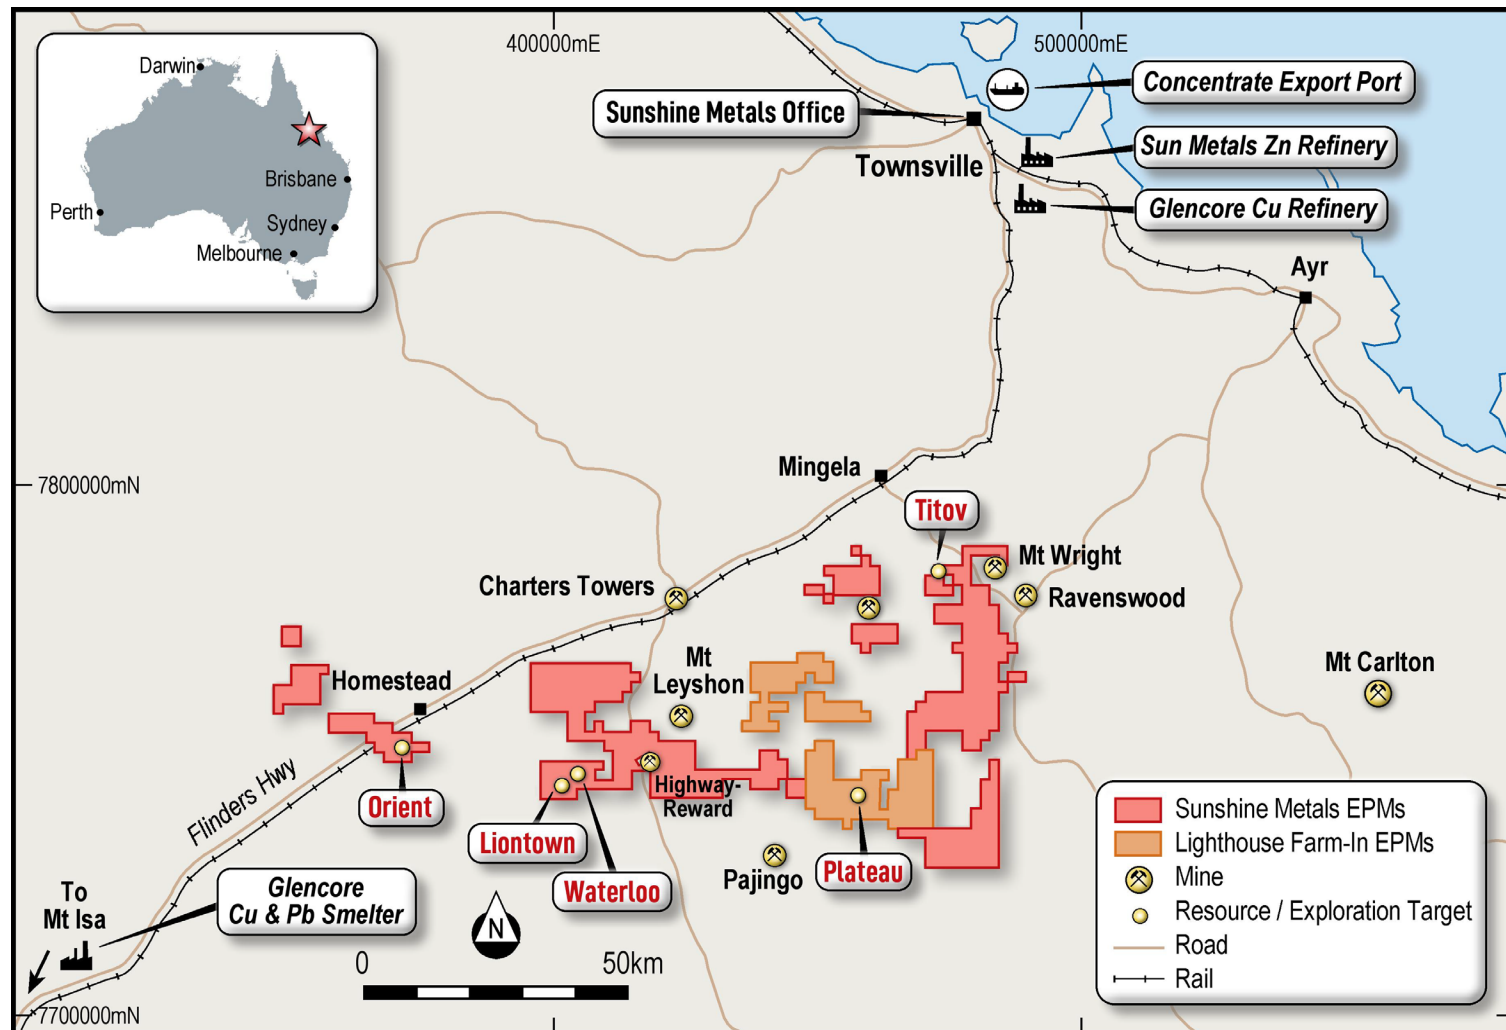 400000mE
500000mE
Darwin
Brisbane
Perth
Sydney
Melbourne
Sunshine Metals Office
Concentrate Export Port
Sun Metals Zn Refinery
Townsville
Glencore Cu Refinery
Ayr
Mingela
7800000mN
Titov
Mt Wright
Charters Towers
Ravenswood
Mt
Leyshon
Homestead
Mt Carlton
Highway-
Reward
Flinders Hwy
Orient
Liontown
Waterloo
Pajingo
Plateau
To
Mt Isa
Glencore
Cu & Pb Smelter
N
0
50km
7700000mN
Sunshine Metals EPMs
Lighthouse Farm-In EPMs
Mine
Resource / Exploration Target
Road
Rail